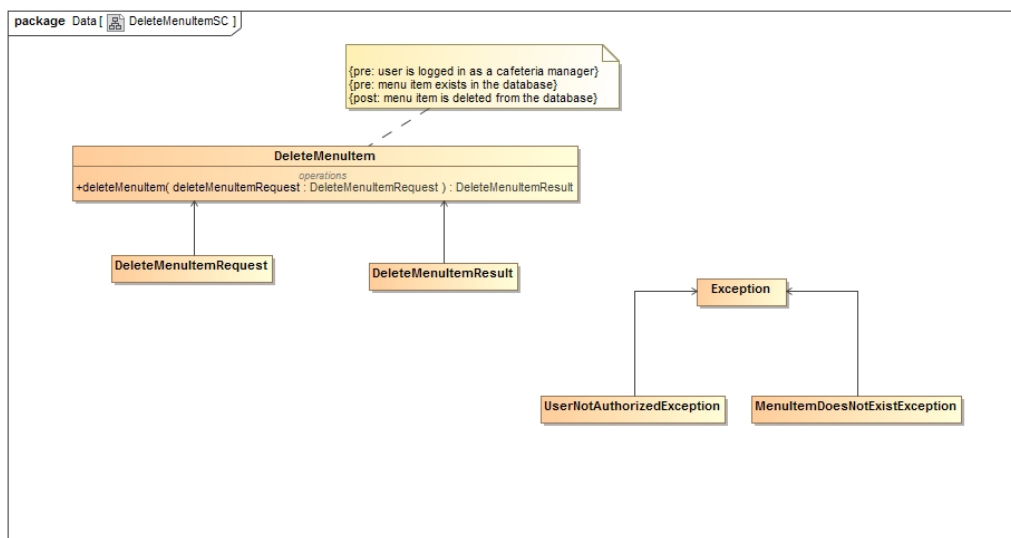 package Data [ DeleteMenuItemSC ]
{pre: user is logged in as a cafeteria manager}
{pre: menu item exists in the database}
{post: menu item is deleted from the database}
DeleteMenuItem
operations
+deleteMenuItem( deleteMenuItemRequest : DeleteMenuItemRequest ) : DeleteMenuItemResult
DeleteMenuItemRequest
DeleteMenuItemResult
Exception
UserNotAuthorizedException
MenuItemDoesNotExistException